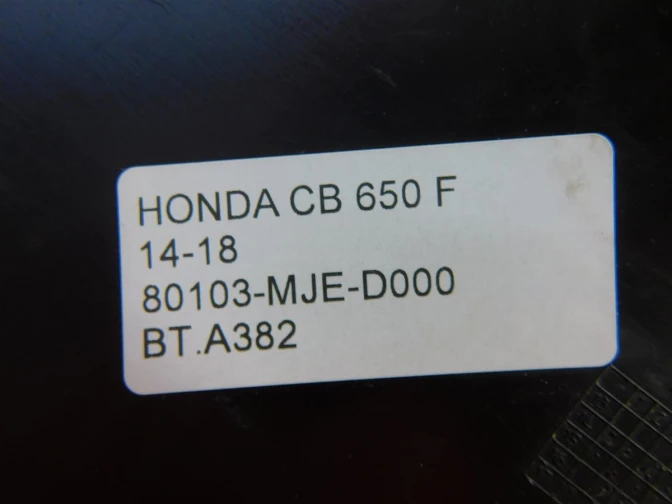 HONDA CB 650 F
14-18
80103-MJE-D000
BT.A382